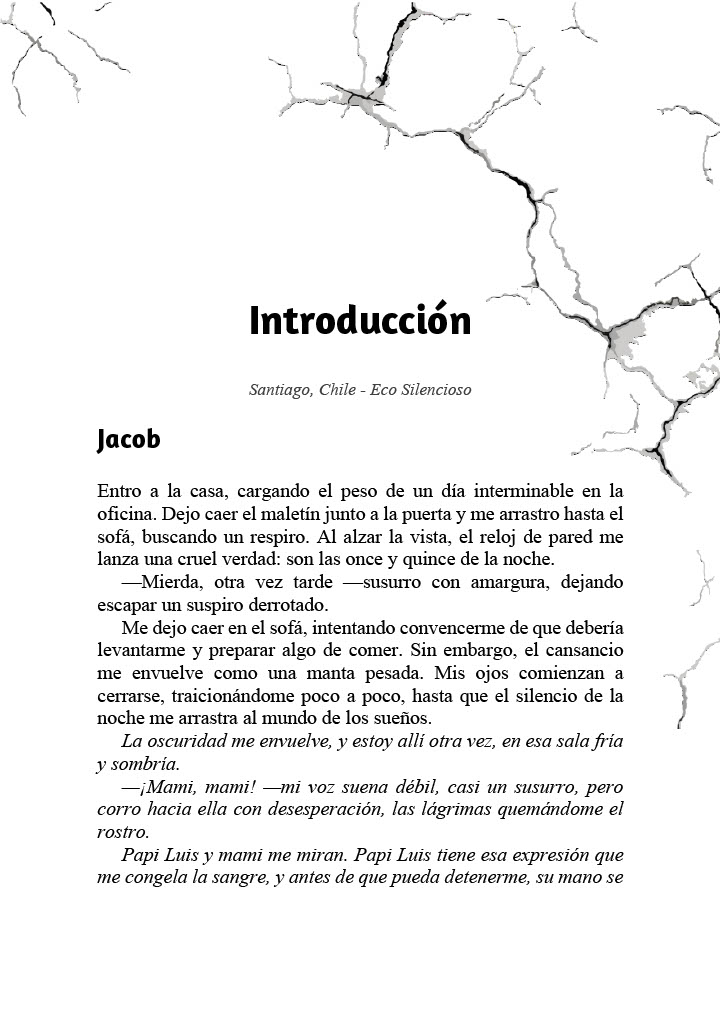 Introducción
Santiago, Chile - Eco Silencioso
Jacob
Entro a la casa, cargando el peso de un día interminable en la
oficina. Dejo caer el maletín junto a la puerta y me arrastro hasta el
sofá, buscando un respiro. Al alzar la vista, el reloj de pared me
lanza una cruel verdad: son las once y quince de la noche.
—Mierda, otra vez tarde —susurro con amargura, dejando
escapar un suspiro derrotado.
Me dejo caer en el sofá, intentando convencerme de que debería
levantarme y preparar algo de comer. Sin embargo, el cansancio
me envuelve como una manta pesada. Mis ojos comienzan a
cerrarse, traicionándome poco a poco, hasta que el silencio de la
noche me arrastra al mundo de los sueños.
La oscuridad me envuelve, y estoy allí otra vez, en esa sala fría
y sombría.
—¡Mami, mami! —mi voz suena débil, casi un susurro, pero
corro hacia ella con desesperación, las lágrimas quemándome el
rostro.
Papi Luis y mami me miran. Papi Luis tiene esa expresión que
me congela la sangre, y antes de que pueda detenerme, su mano se